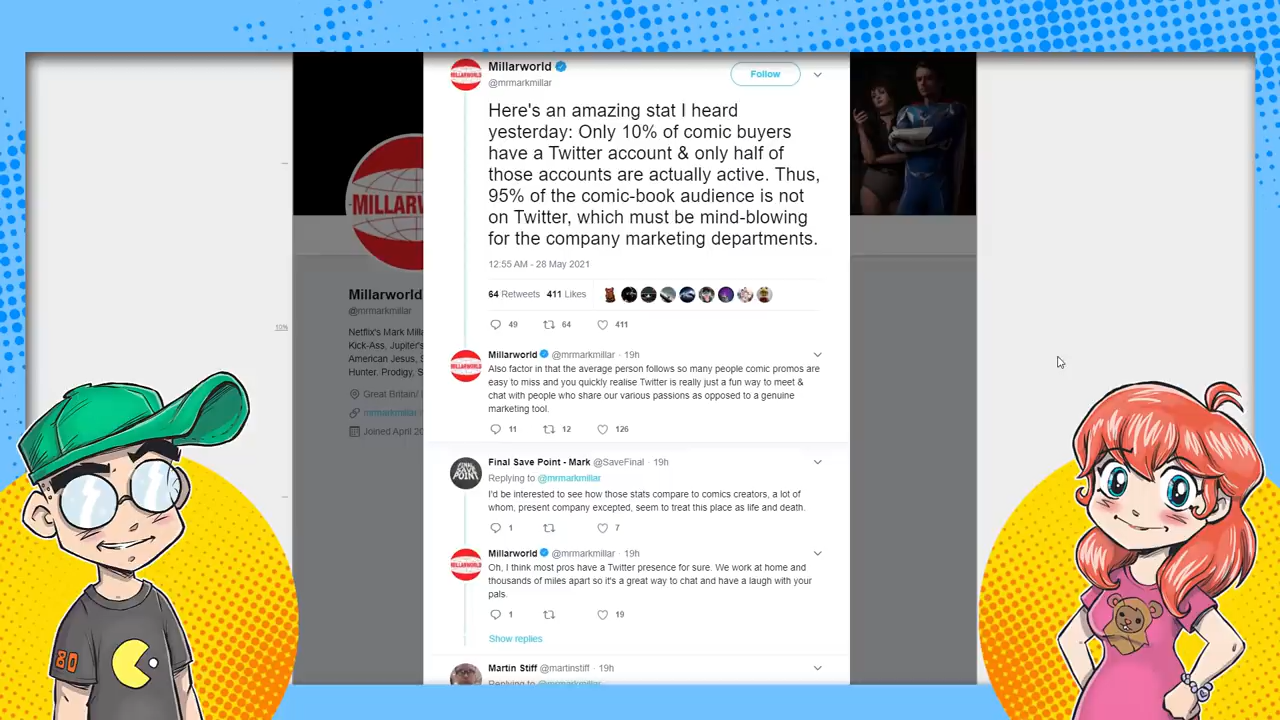 Millarworld
@mrmarkmillar
Follow
Here's an amazing stat I heard
yesterday: Only 10% of comic buyers
have a Twitter account & only half of
those accounts are actually active. Thus,
95% of the comic-book audience is not
on Twitter, which must be mind-blowing
for the company marketing departments.
12:55 AM - 28 May 2021
64 Retweets 411 Likes
49 64 411
Millarworld @mrmarkmillar · 19h
Also factor in that the average person follows so many people comic promos are
easy to miss and you quickly realise Twitter is really just a fun way to meet &
chat with people who share our various passions as opposed to a genuine
marketing tool.
11 12 126
Final Save Point - Mark @SaveFinal · 19h
Replying to @mrmarkmillar
I'd be interested to see how those stats compare to comics creators, a lot of
whom, present company excepted, seem to treat this place as life and death.
1 7
Millarworld @mrmarkmillar · 19h
Oh, I think most pros have a Twitter presence for sure. We work at home and
thousands of miles apart so it's a great way to chat and have a laugh with your
pals.
1 19
Show replies
Martin Stiff @martinstiff · 19h
Replying to @mrmarkmillar
MILLARW
Millarworld
@mrmarkmillar
Netflix's Mark Milla
Kick-Ass, Jupiter's
American Jesus, S
Hunter. Prodigy, S
Great Britain/
mrmarkmillar
Joined April 20
10%
80